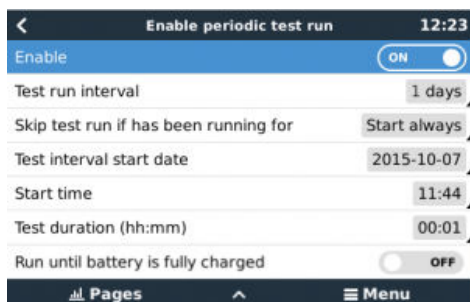 Enable periodic test run 12:23
Enable ON
Test run interval 1 days
Skip test run if has been running for Start always
Test interval start date 2015-10-07
Start time 11:44
Test duration (hh:mm) 00:01
Run until battery is fully charged OFF
Pages Menu